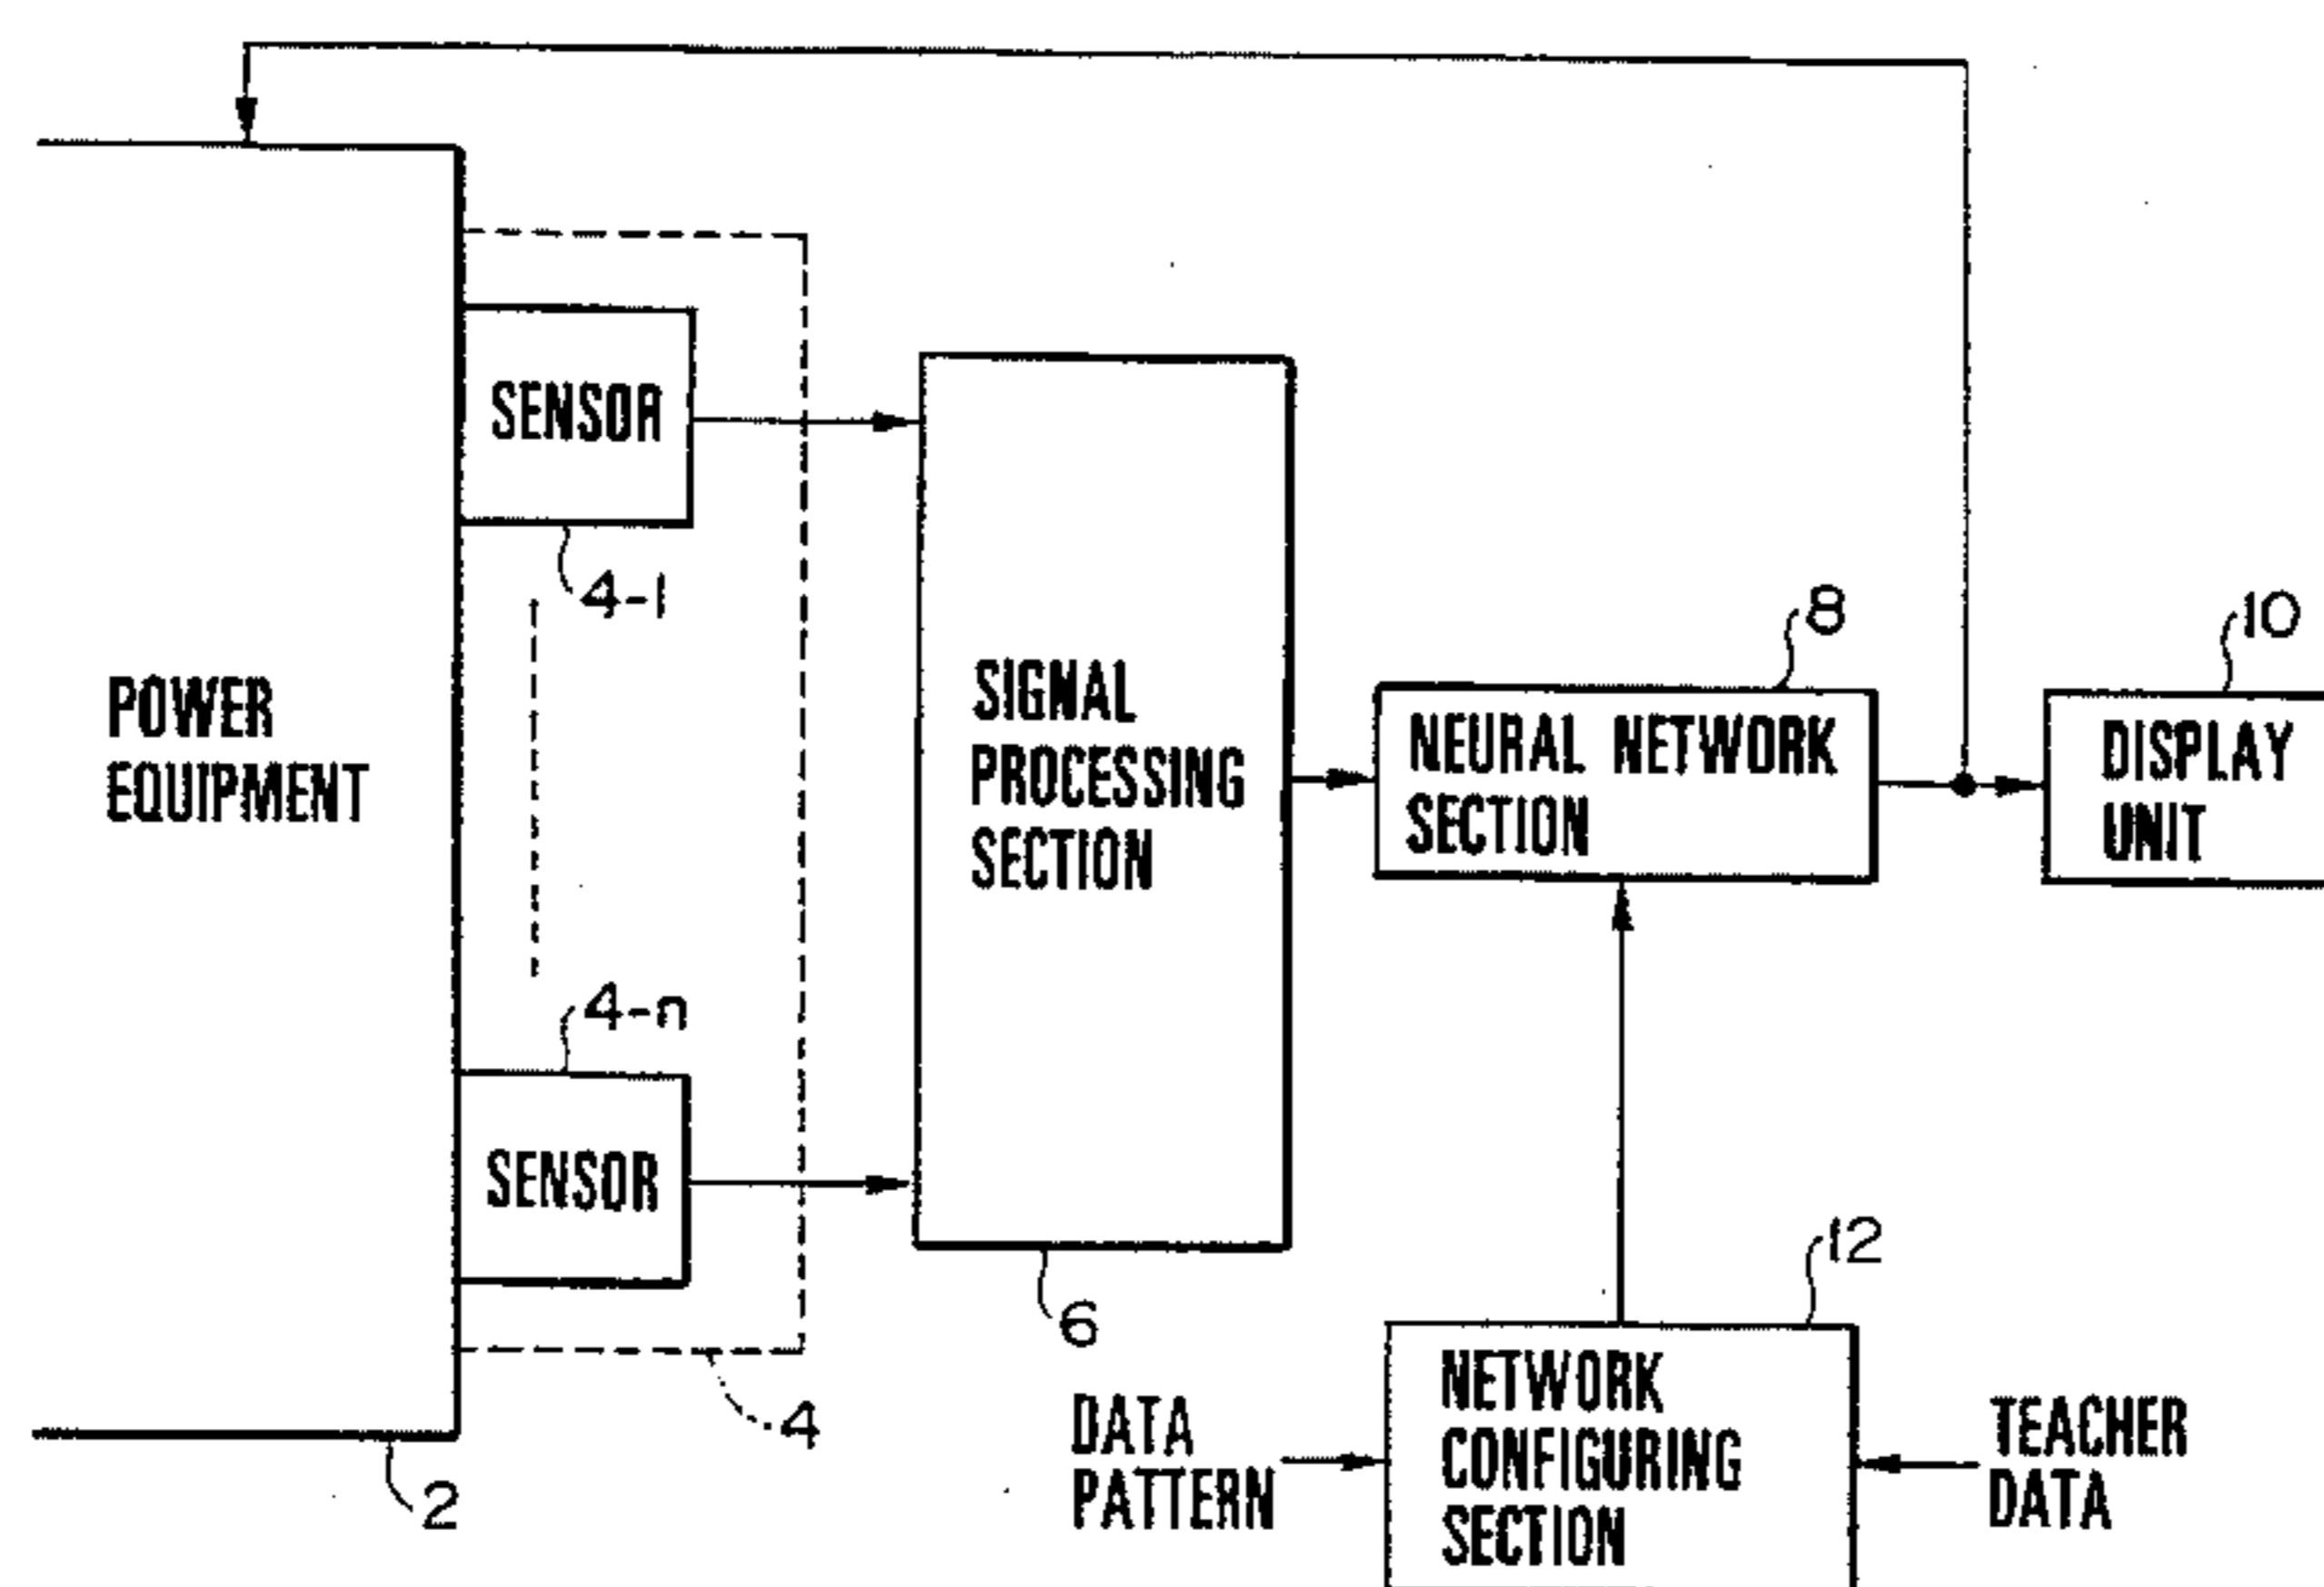 SENSOR
4-1
POWER
EQUIPMENT
4-n
SENSOR
4
2
SIGNAL
PROCESSING
SECTION
6
8
NEURAL NETWORK
SECTION
10
DISPLAY
UNIT
12
DATA
PATTERN
NETWORK
CONFIGURING
SECTION
TEACHER
DATA